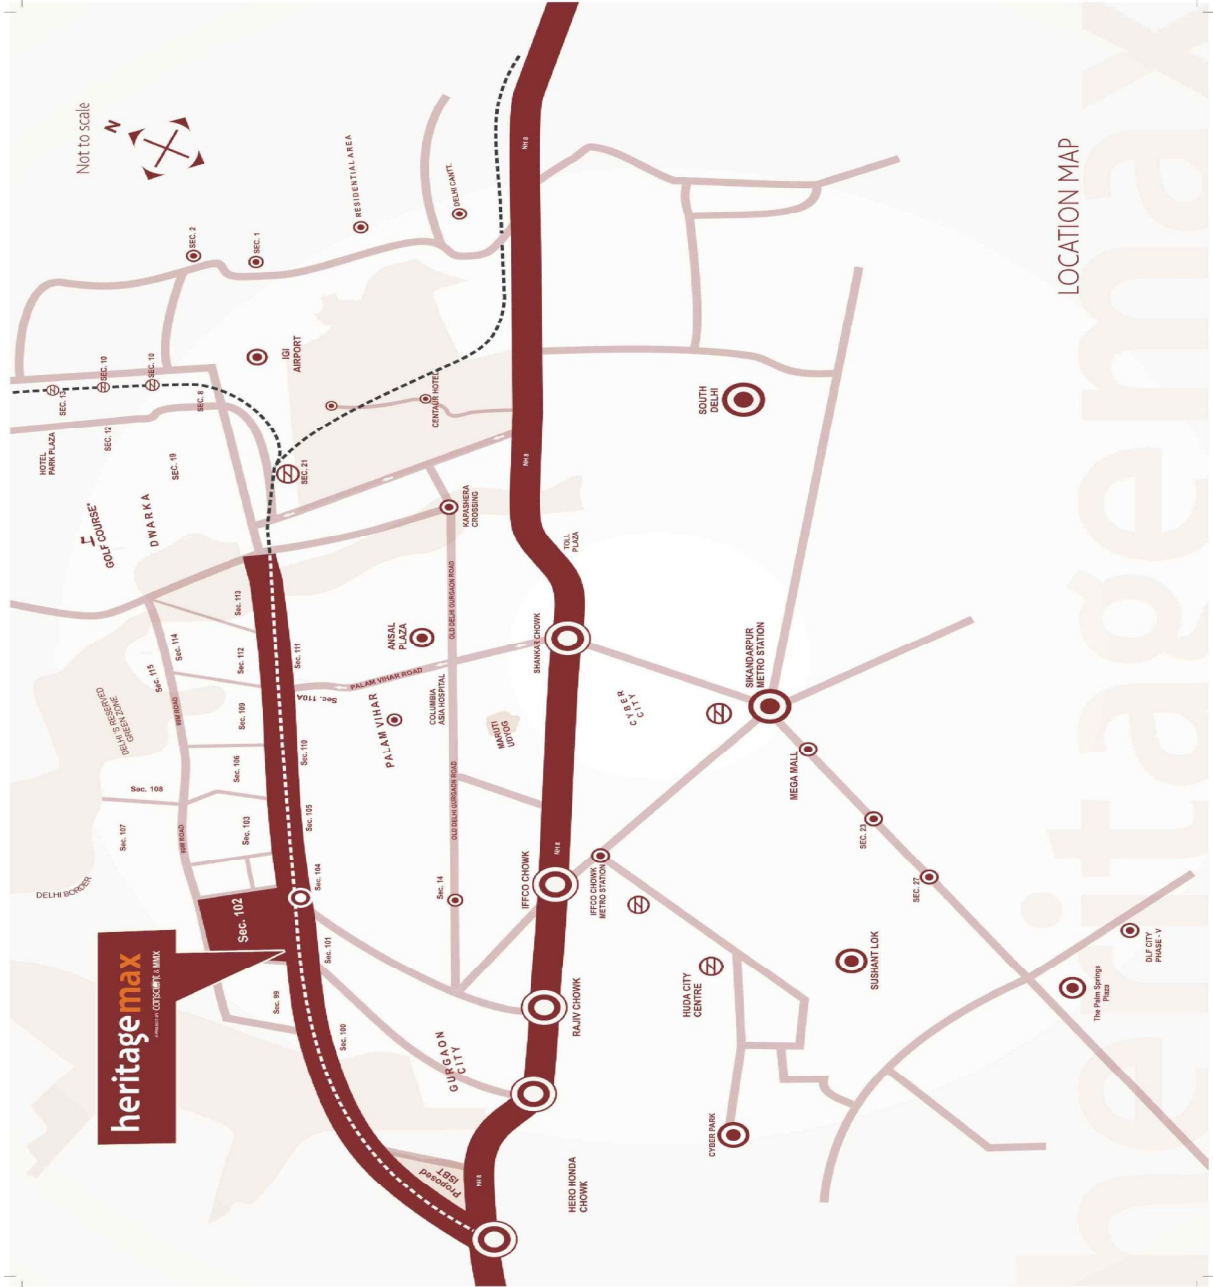 LOCATION MAP
Not to scale
N
heritagemax
heritagemax
SEC. 2
SEC. 1
RESIDENTIAL AREA
DELHI CANTT.
NH 8
SEC. 13
SEC. 10
SEC. 10
SEC. 8
SEC. 12
SEC. 19
HOTEL
PARK PLAZA
IGI
AIRPORT
CENTAUR HOTEL
SEC. 21
GOLF COURSE
DWARKA
KAPASHERA
CROSSING
NH 8
TOLL
PLAZA
SOUTH
DELHI
Sec. 113
Sec. 114
Sec. 115
Sec. 112
Sec. 111
Sec. 110A
Sec. 109
Sec. 110
Sec. 106
Sec. 108
Sec. 107
Sec. 105
Sec. 103
Sec. 104
DELHI'S RESERVED
GREEN ZONE
DELHI BORDER
ANSAL
PLAZA
OLD DELHI GURGAON ROAD
PALAM VIHAR ROAD
PALAM VIHAR
COLUMBIA
ASIA HOSPITAL
MARUTI
UDYOG
SHANKAR CHOWK
CYBER
CITY
SIKANDARPUR
METRO STATION
MEGA MALL
SEC. 23
SEC. 27
OLD DELHI GURGAON ROAD
NH 8
Sec. 14
IFFCO CHOWK
IFFCO CHOWK
METRO STATION
Sec. 102
Sec. 101
Sec. 99
Sec. 100
GURGAON
CITY
RAJIV CHOWK
HUDA CITY
CENTRE
SUSHANT LOK
DLF CITY
PHASE - V
The Palm Springs
Plaza
CYBER PARK
Proposed
ISBT
NH 8
HERO HONDA
CHOWK